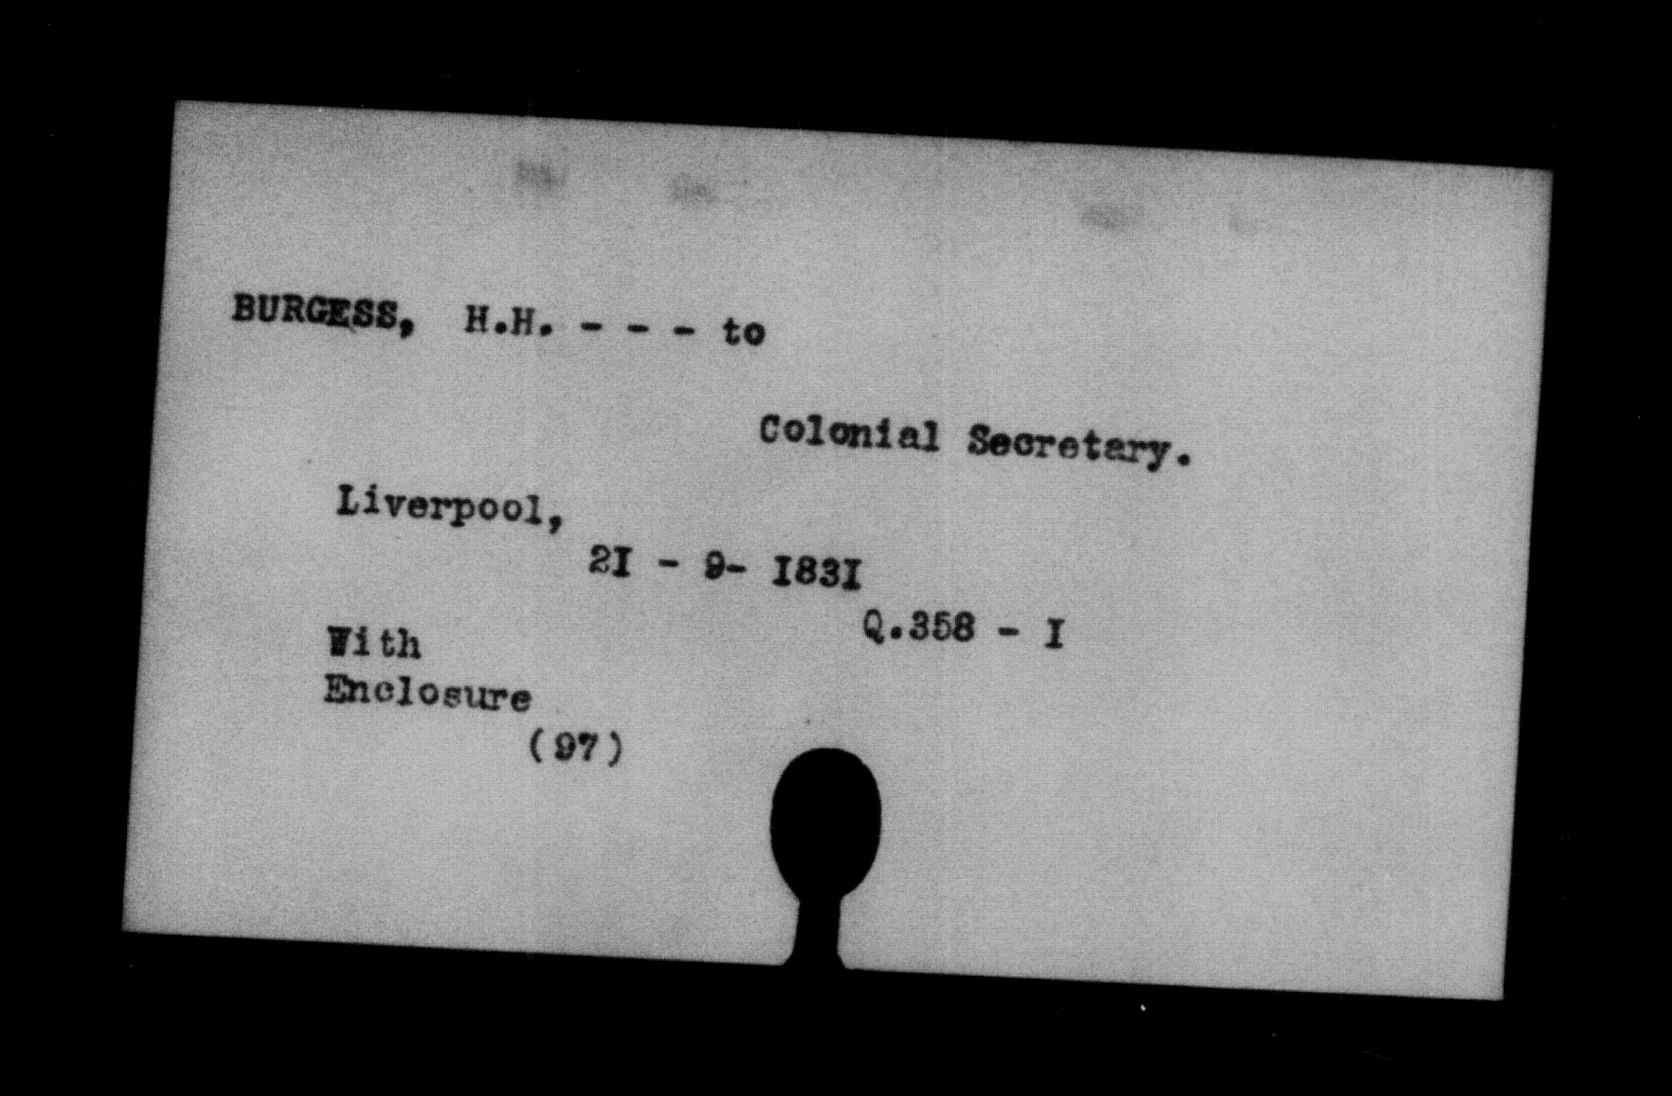 BURGESS, H.H. - - - to
Colonial Secretary.
Liverpool,
2I - 9- I83I
Q.358 - I
With
Enclosure
(97)